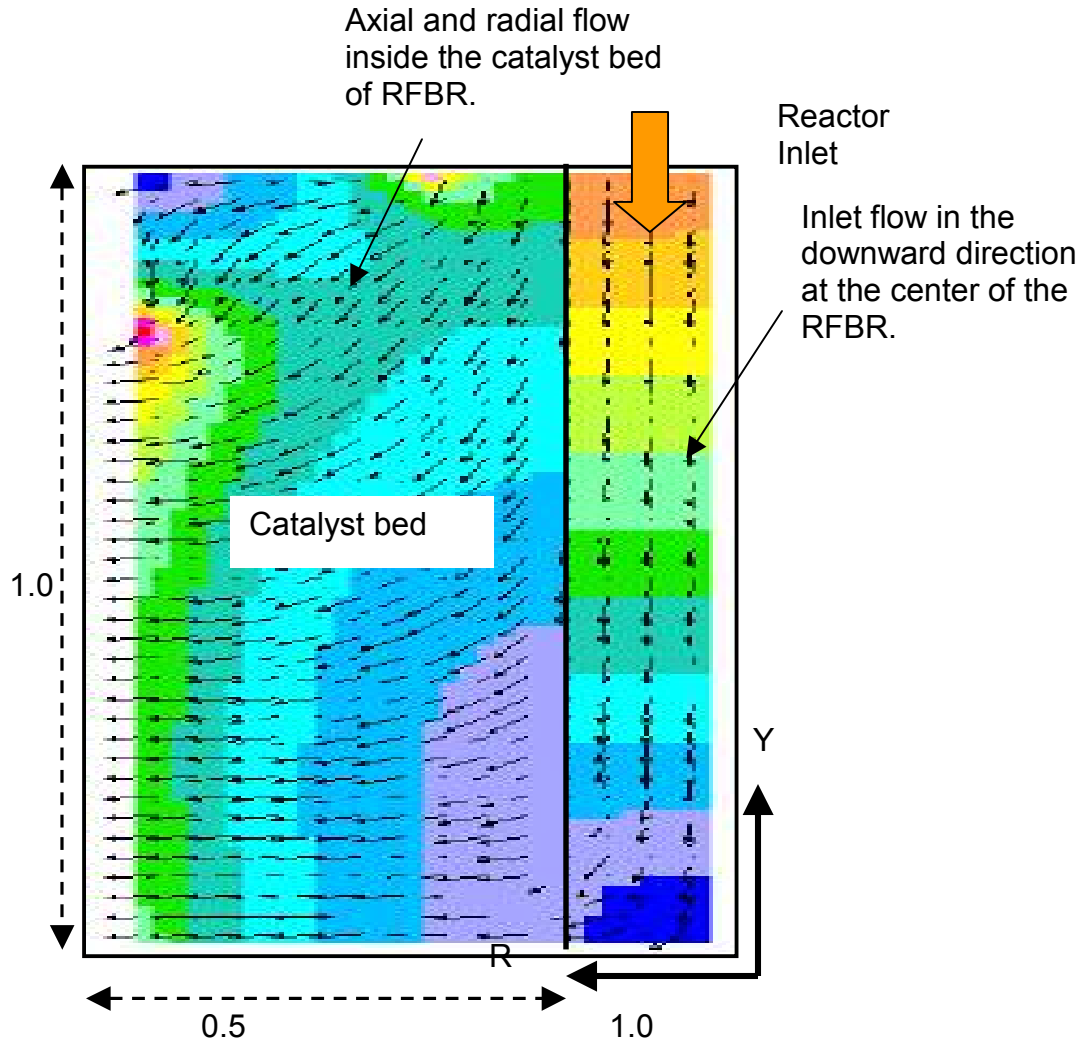 Axial and radial flow
inside the catalyst bed
of RFBR.
Reactor
Inlet
Inlet flow in the
downward direction
at the center of the
RFBR.
Catalyst bed
1.0
Y
R
0.5
1.0